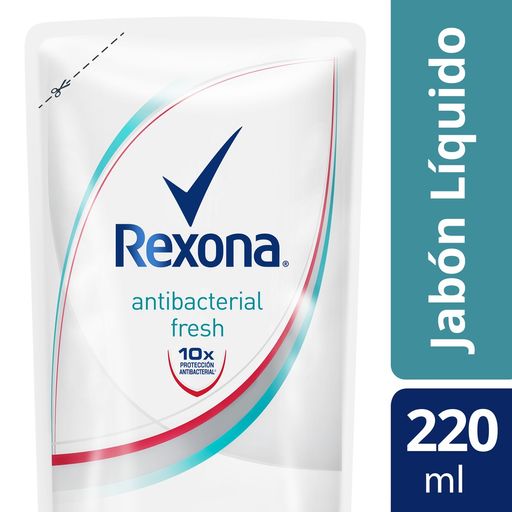 Rexona®
antibacterial
fresh
10x
PROTECCIÓN
ANTIBACTERIAL
Jabón Líquido
220
ml